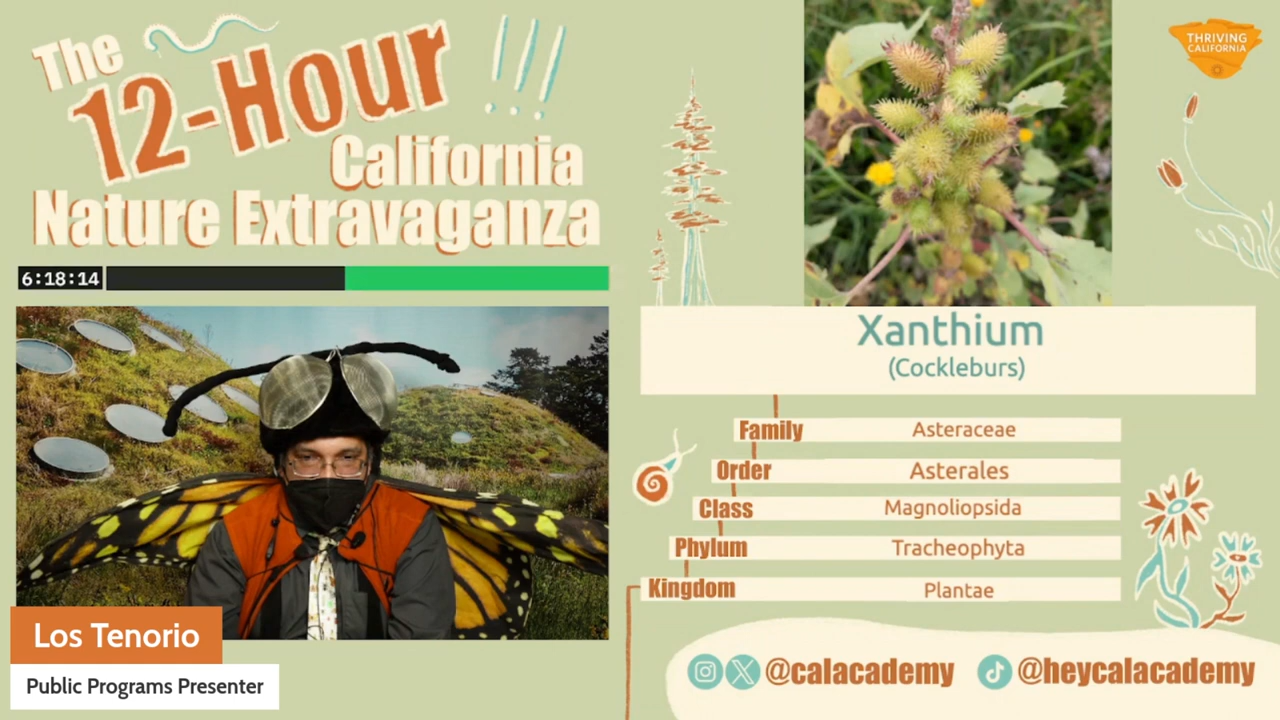 The
12-Hour !!!
California
Nature Extravaganza
6:18:14
Los Tenorio
Public Programs Presenter
THRIVING
CALIFORNIA
Xanthium
(Cockleburs)
Family Asteraceae
Order Asterales
Class Magnoliopsida
Phylum Tracheophyta
Kingdom Plantae
@calacademy @heycalacademy